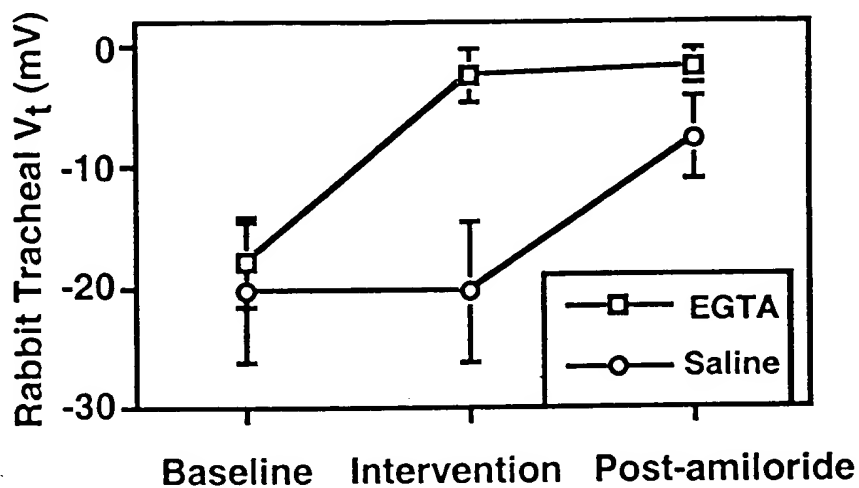 Rabbit Tracheal Vt (mV)
0
-10
-20
-30
EGTA
Saline
Baseline Intervention Post-amiloride